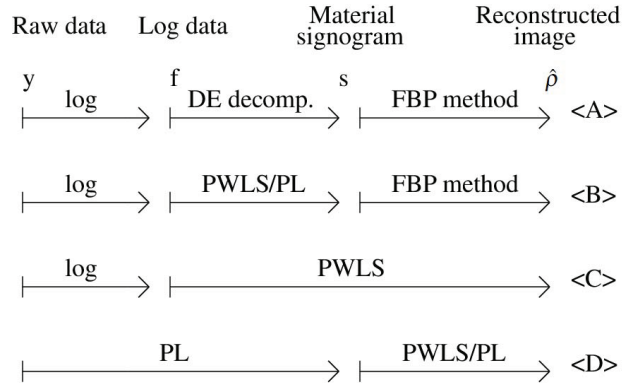 Raw data Log data Material signogram Reconstructed image
y f s ρ̂
log DE decomp. FBP method <A>
log PWLS/PL FBP method <B>
log PWLS <C>
PL PWLS/PL <D>